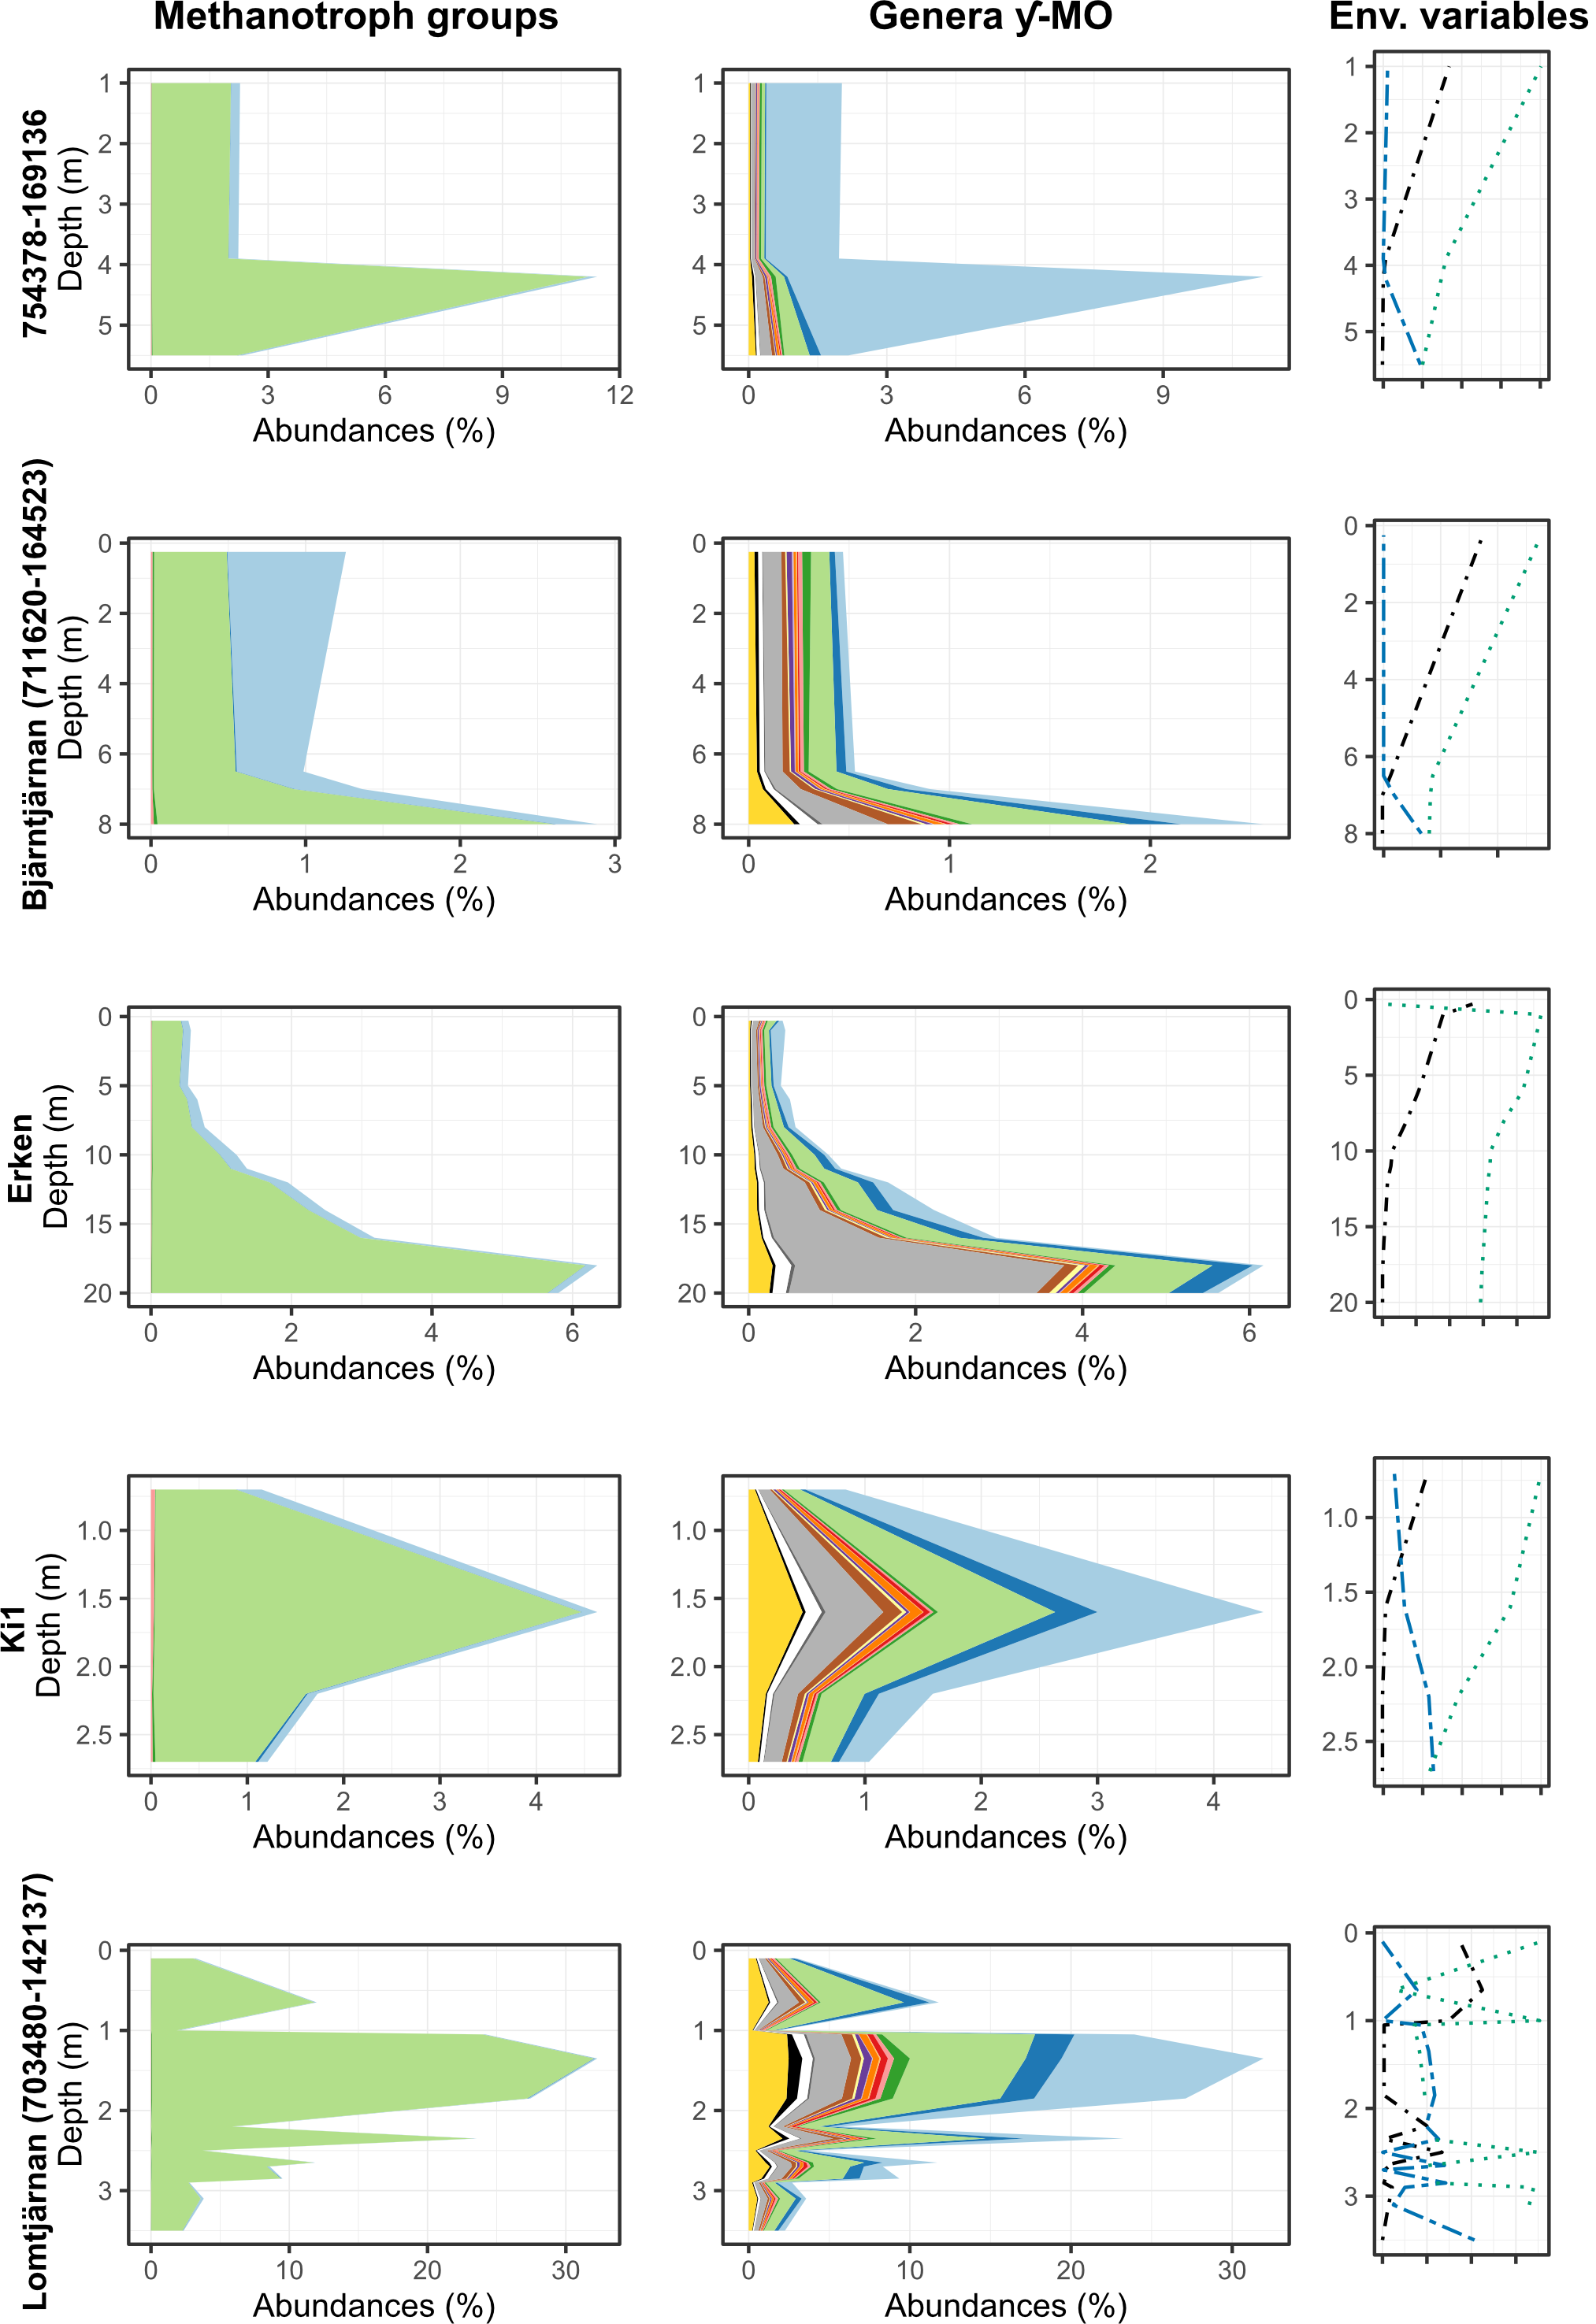 Methanotroph groups
Genera ƴ-MO
Env. variables
754378-169136
Depth (m)
1
2
3
4
5
0 3 6 9 12
Abundances (%)
1
2
3
4
5
0 3 6 9
Abundances (%)
1
2
3
4
5
Bjärntjärnan (711620-164523)
Depth (m)
0
2
4
6
8
0 1 2 3
Abundances (%)
0
2
4
6
8
0 1 2
Abundances (%)
0
2
4
6
8
Erken
Depth (m)
0
5
10
15
20
0 2 4 6
Abundances (%)
0
5
10
15
20
0 2 4 6
Abundances (%)
0
5
10
15
20
Ki1
Depth (m)
1.0
1.5
2.0
2.5
0 1 2 3 4
Abundances (%)
1.0
1.5
2.0
2.5
0 1 2 3 4
Abundances (%)
1.0
1.5
2.0
2.5
Lomtjärnan (703480-142137)
Depth (m)
0
1
2
3
0 10 20 30
Abundances (%)
0
1
2
3
0 10 20 30
Abundances (%)
0
1
2
3